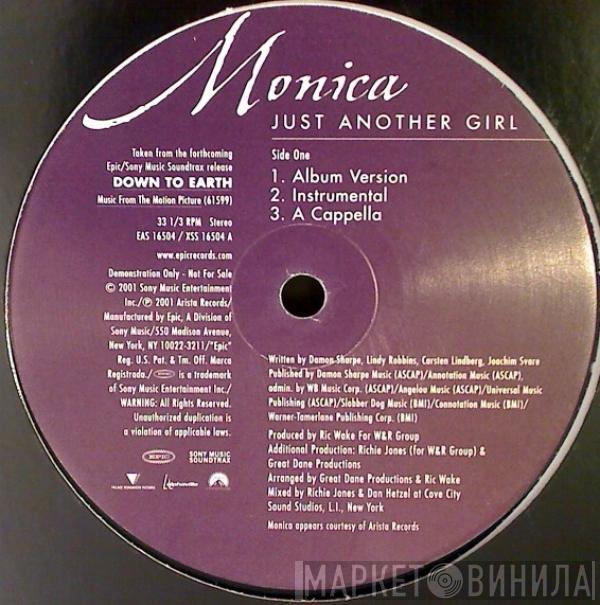 Monica
JUST ANOTHER GIRL
Taken from the forthcoming
Epic/Sony Music Soundtrax release
DOWN TO EARTH
Music From The Motion Picture (61599)
33 1/3 RPM Stereo
EAS 16504 / XSS 16504 A
www.epicrecords.com
Demonstration Only - Not For Sale
© 2001 Sony Music Entertainment
Inc./℗ 2001 Arista Records/
Manufactured by Epic, A Division of
Sony Music/550 Madison Avenue,
New York, NY 10022-3211/"Epic"
Reg. U.S. Pat. & Tm. Off. Marca
Registrada./ is a trademark
of Sony Music Entertainment Inc./
WARNING: All Rights Reserved.
Unauthorized duplication is
a violation of applicable laws.
EPIC
SONY MUSIC
SOUNDTRAX
Side One
1. Album Version
2. Instrumental
3. A Cappella
Written by Damon Sharpe, Lindy Robbins, Carsten Lindberg, Joachim Svare
Published by Damon Sharpe Music (ASCAP)/Annotation Music (ASCAP),
admin. by WB Music Corp. (ASCAP)/Angelou Music (ASCAP)/Universal Music
Publishing (ASCAP)/Slobber Dog Music (BMI)/Connotation Music (BMI)/
Warner-Tamerlane Publishing Corp. (BMI)
Produced by Ric Wake For W&R Group
Additional Production: Richie Jones (for W&R Group) &
Great Dane Productions
Arranged by Great Dane Productions & Ric Wake
Mixed by Richie Jones & Dan Hetzel at Cove City
Sound Studios, L.I., New York
Monica appears courtesy of Arista Records
МАРКЕТ ВИНИЛА